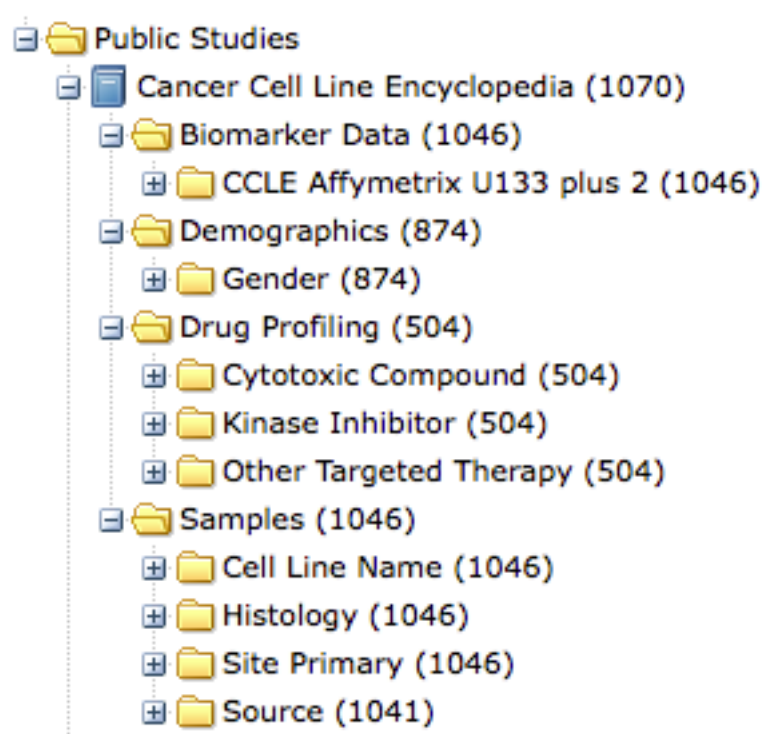 Public Studies
Cancer Cell Line Encyclopedia (1070)
Biomarker Data (1046)
CCLE Affymetrix U133 plus 2 (1046)
Demographics (874)
Gender (874)
Drug Profiling (504)
Cytotoxic Compound (504)
Kinase Inhibitor (504)
Other Targeted Therapy (504)
Samples (1046)
Cell Line Name (1046)
Histology (1046)
Site Primary (1046)
Source (1041)